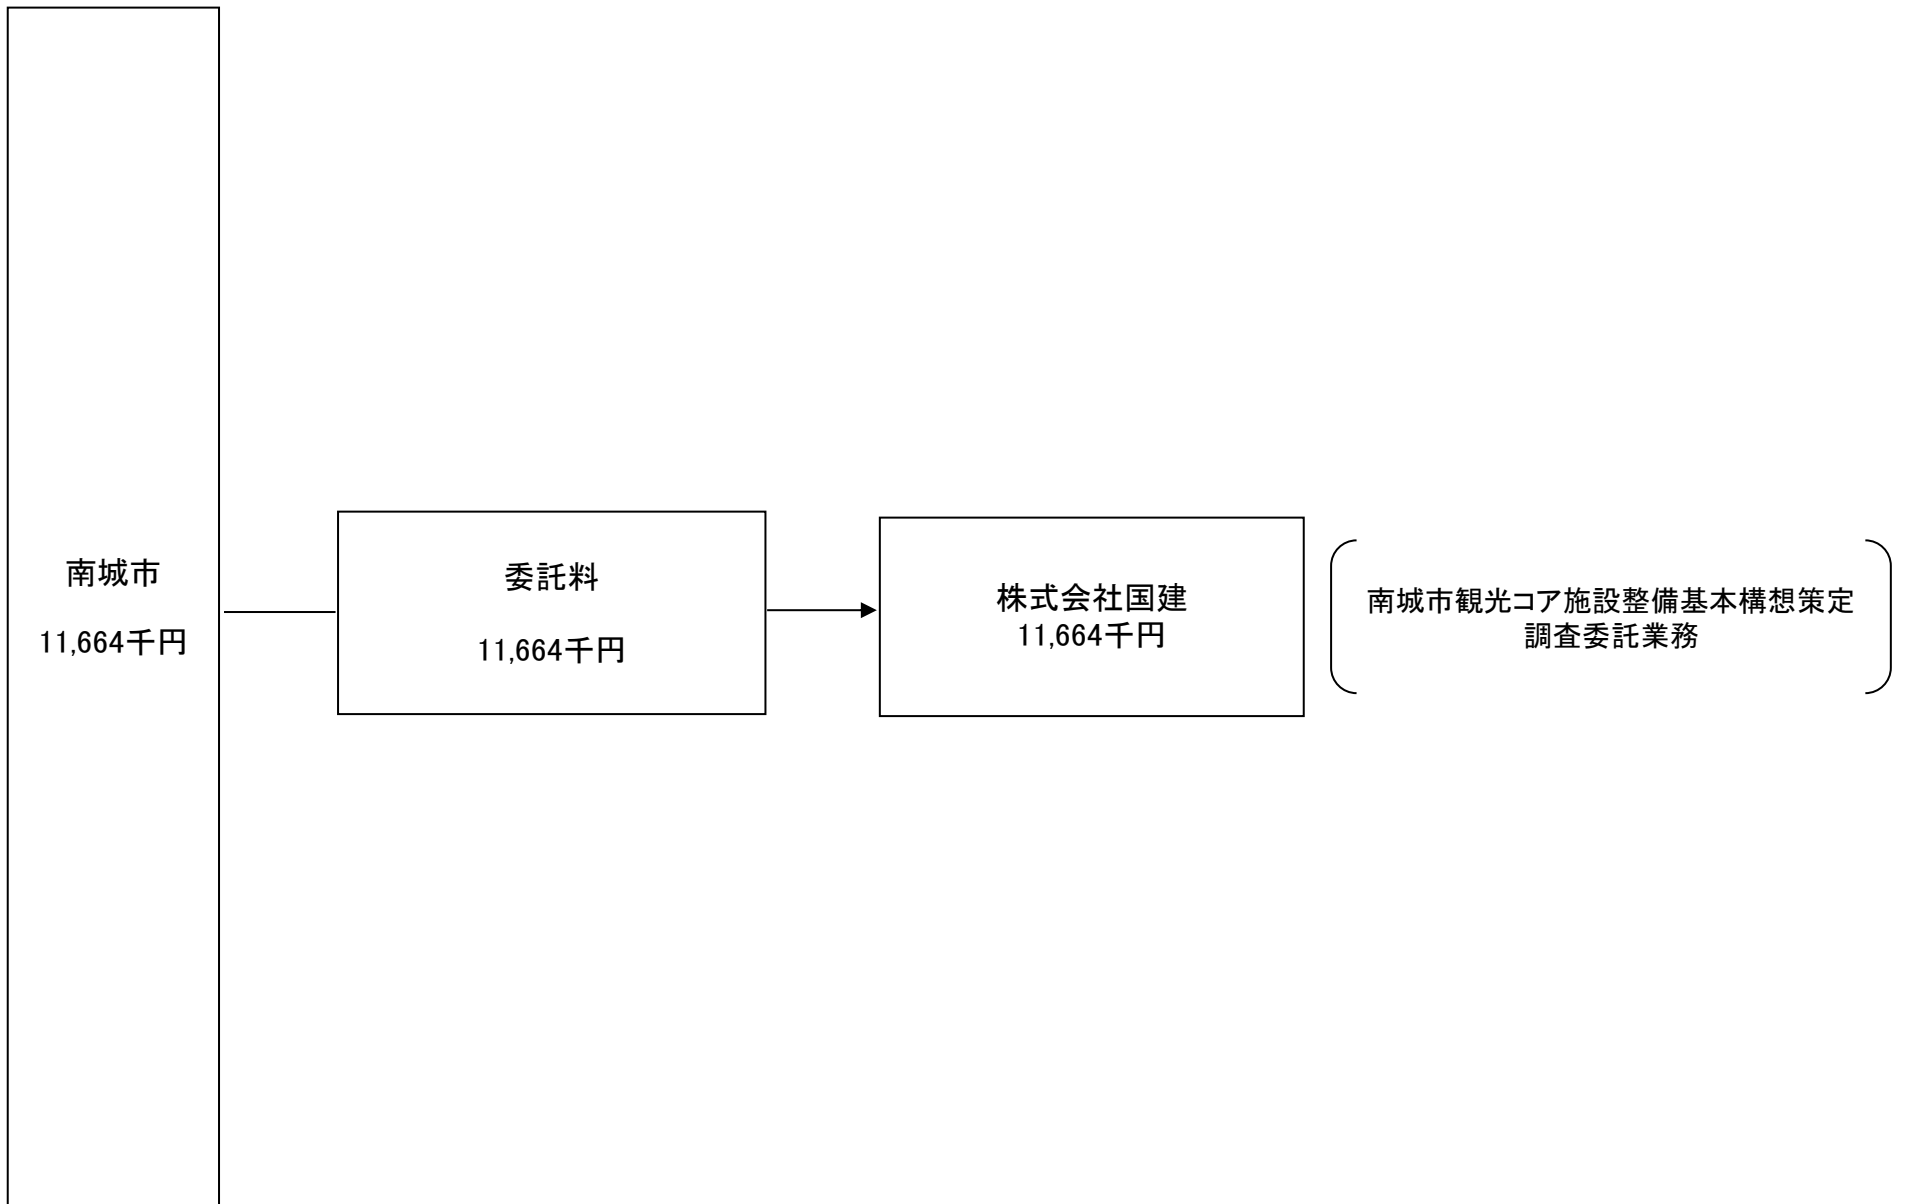 南城市
11,664千円
委託料
11,664千円
株式会社国建
11,664千円
南城市観光コア施設整備基本構想策定
調査委託業務